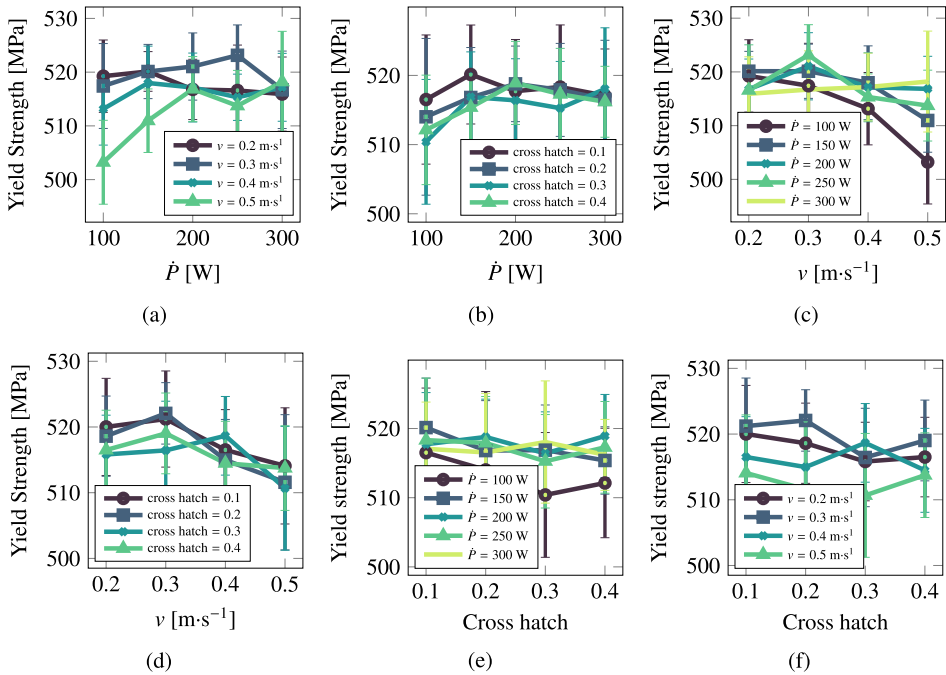 530
520
510
500
Yield Strength [MPa]
v = 0.2 m·s¹
v = 0.3 m·s¹
v = 0.4 m·s¹
v = 0.5 m·s¹
100 200 300
Ṗ [W]
(a)
520
510
500
Yield Strength [MPa]
cross hatch = 0.1
cross hatch = 0.2
cross hatch = 0.3
cross hatch = 0.4
100 200 300
Ṗ [W]
(b)
530
520
510
500
Yield Strength [MPa]
Ṗ = 100 W
Ṗ = 150 W
Ṗ = 200 W
Ṗ = 250 W
Ṗ = 300 W
0.2 0.3 0.4 0.5
v [m·s⁻¹]
(c)
530
520
510
500
Yield Strength [MPa]
cross hatch = 0.1
cross hatch = 0.2
cross hatch = 0.3
cross hatch = 0.4
0.2 0.3 0.4 0.5
v [m·s⁻¹]
(d)
520
510
500
Yield strength [MPa]
Ṗ = 100 W
Ṗ = 150 W
Ṗ = 200 W
Ṗ = 250 W
Ṗ = 300 W
0.1 0.2 0.3 0.4
Cross hatch
(e)
530
520
510
500
Yield strength [MPa]
v = 0.2 m·s¹
v = 0.3 m·s¹
v = 0.4 m·s¹
v = 0.5 m·s¹
0.1 0.2 0.3 0.4
Cross hatch
(f)